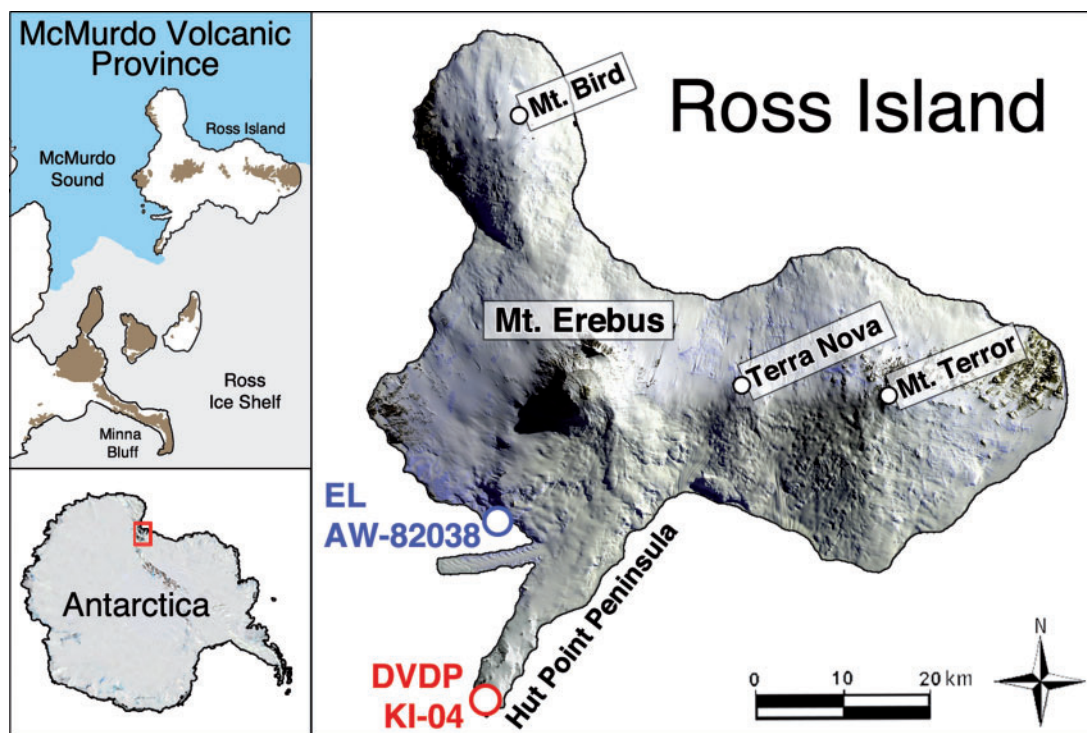 McMurdo Volcanic
Province
Ross Island
McMurdo
Sound
Ross
Ice Shelf
Minna
Bluff
Antarctica
Ross Island
Mt. Bird
Mt. Erebus
Terra Nova
Mt. Terror
EL
AW-82038
Hut Point Peninsula
DVDP
KI-04
N
0 10 20 km